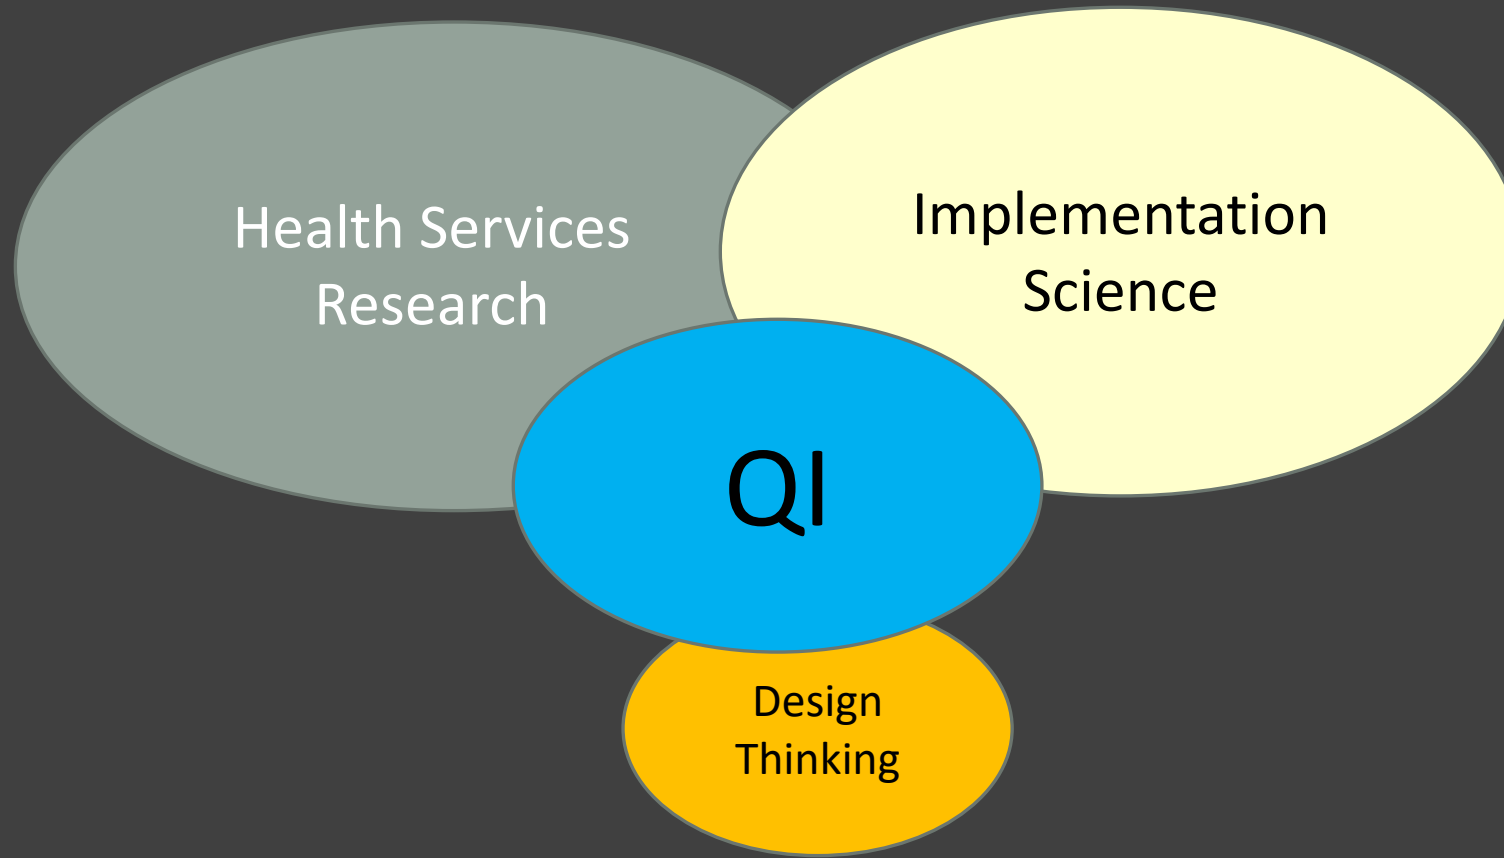 Health Services
Research
Implementation
Science
QI
Design
Thinking